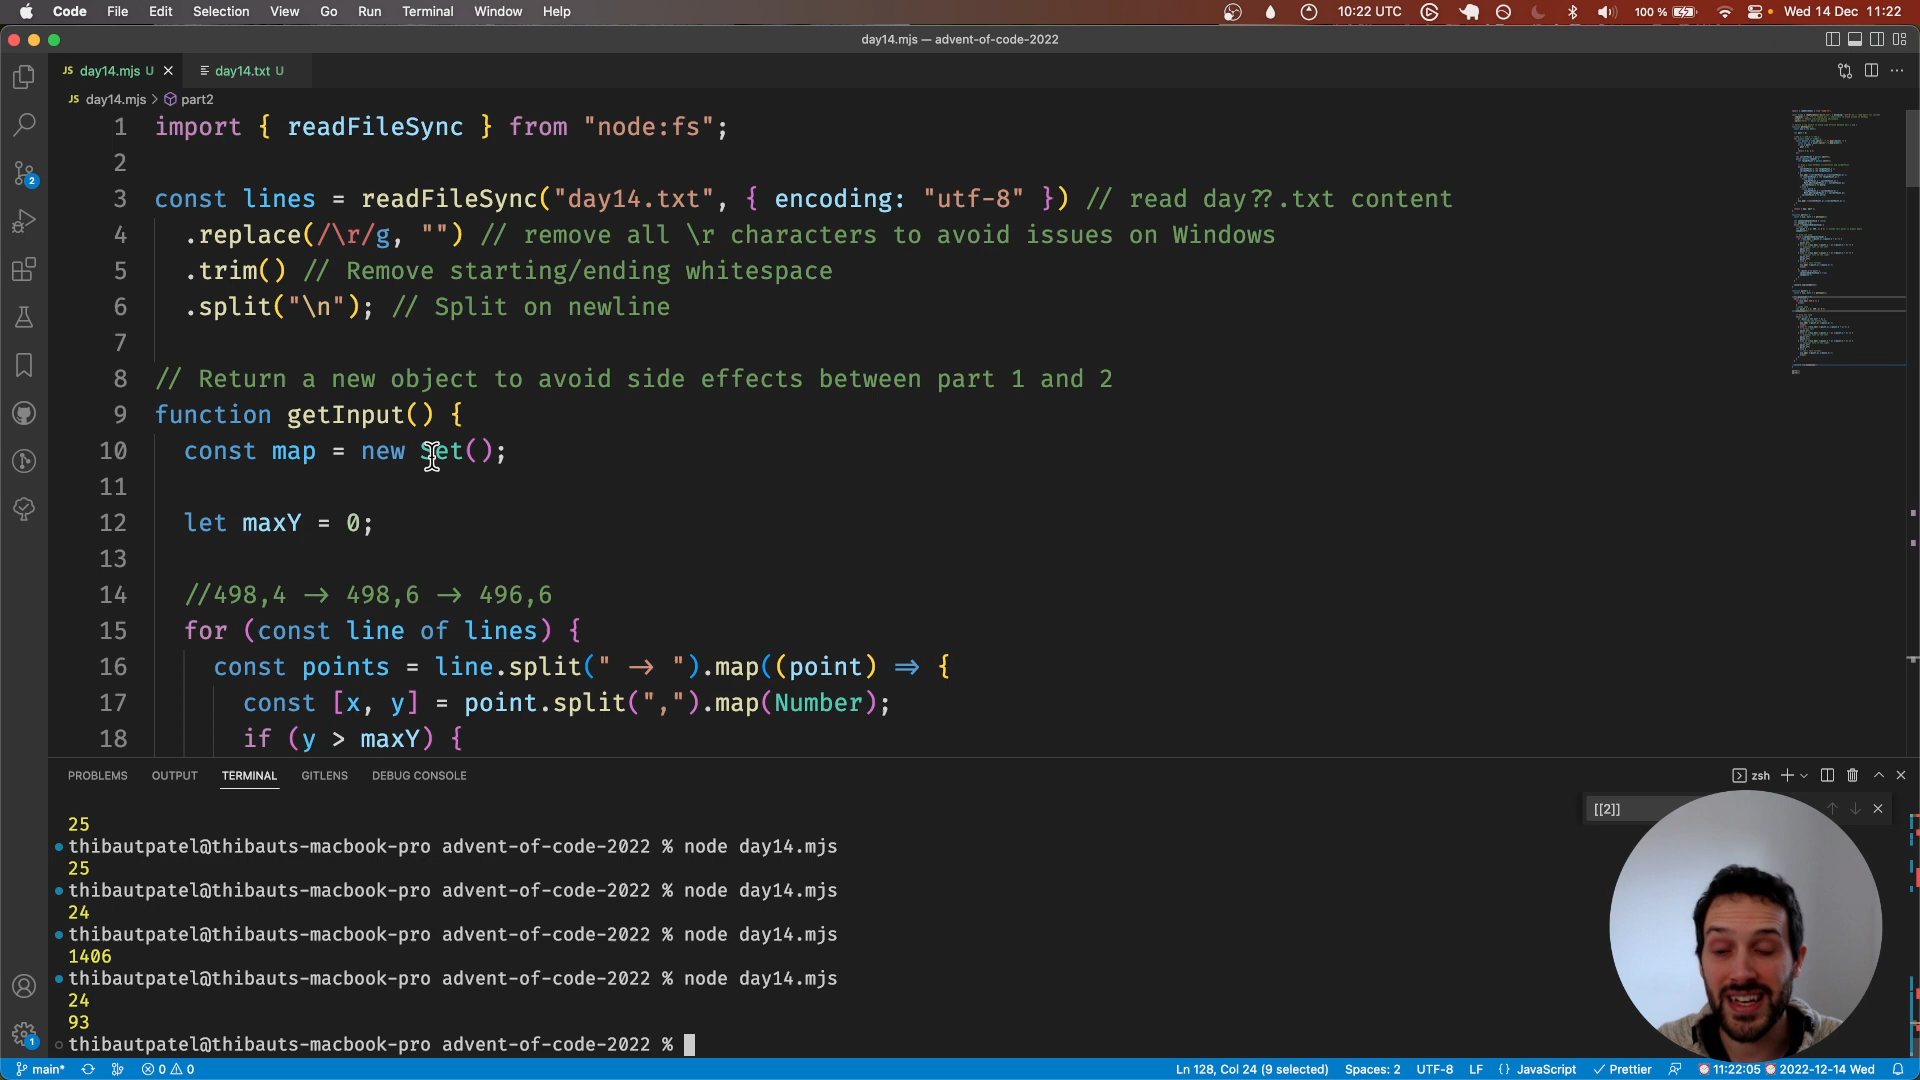 Code File Edit Selection View Go Run Terminal Window Help 10:22 UTC 100 % Wed 14 Dec 11:22
day14.mjs — advent-of-code-2022
JS day14.mjs U day14.txt U
JS day14.mjs > part2
1 import { readFileSync } from "node:fs";
2
3 const lines = readFileSync("day14.txt", { encoding: "utf-8" }) // read day??.txt content
4 .replace(/\r/g, "") // remove all \r characters to avoid issues on Windows
5 .trim() // Remove starting/ending whitespace
6 .split("\n"); // Split on newline
7
8 // Return a new object to avoid side effects between part 1 and 2
9 function getInput() {
10 const map = new Set();
11
12 let maxY = 0;
13
14 //498,4 -> 498,6 -> 496,6
15 for (const line of lines) {
16 const points = line.split(" -> ").map((point) => {
17 const [x, y] = point.split(",").map(Number);
18 if (y > maxY) {
PROBLEMS OUTPUT TERMINAL GITLENS DEBUG CONSOLE zsh
[[2]]
25
thibautpatel@thibauts-macbook-pro advent-of-code-2022 % node day14.mjs
25
thibautpatel@thibauts-macbook-pro advent-of-code-2022 % node day14.mjs
24
thibautpatel@thibauts-macbook-pro advent-of-code-2022 % node day14.mjs
1406
thibautpatel@thibauts-macbook-pro advent-of-code-2022 % node day14.mjs
24
93
thibautpatel@thibauts-macbook-pro advent-of-code-2022 %
2
1
main* 0 0 Ln 128, Col 24 (9 selected) Spaces: 2 UTF-8 LF {} JavaScript Prettier 11:22:05 2022-12-14 Wed